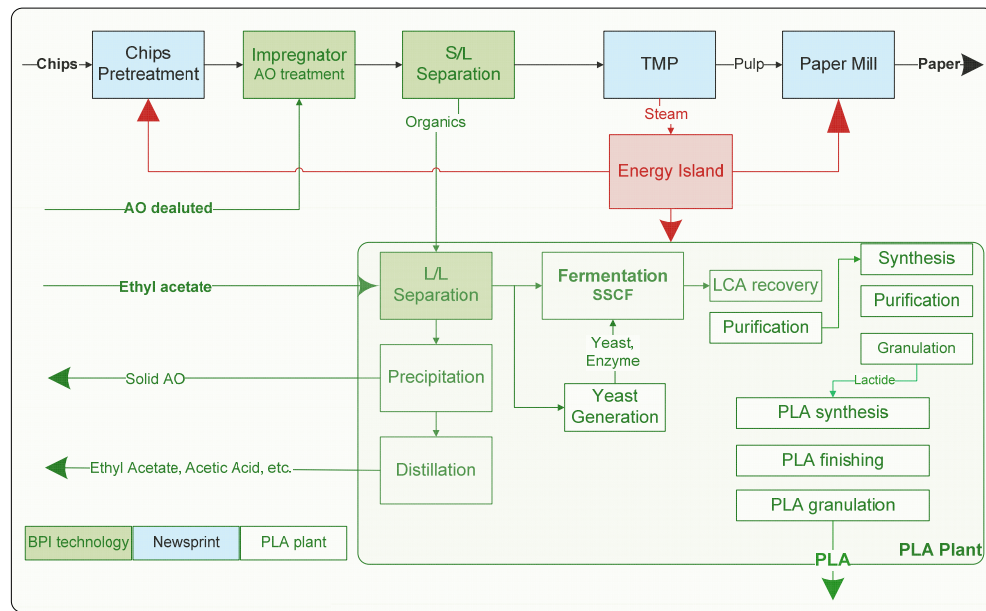 Chips
Chips
Pretreatment
Impregnator
AO treatment
S/L
Separation
TMP
Pulp
Paper Mill
Paper
Organics
Steam
Energy Island
AO dealuted
Ethyl acetate
L/L
Separation
Fermentation
SSCF
LCA recovery
Purification
Synthesis
Purification
Granulation
Lactide
Yeast,
Enzyme
Yeast
Generation
Precipitation
Solid AO
Distillation
Ethyl Acetate, Acetic Acid, etc.
PLA synthesis
PLA finishing
PLA granulation
PLA Plant
PLA
BPI technology
Newsprint
PLA plant